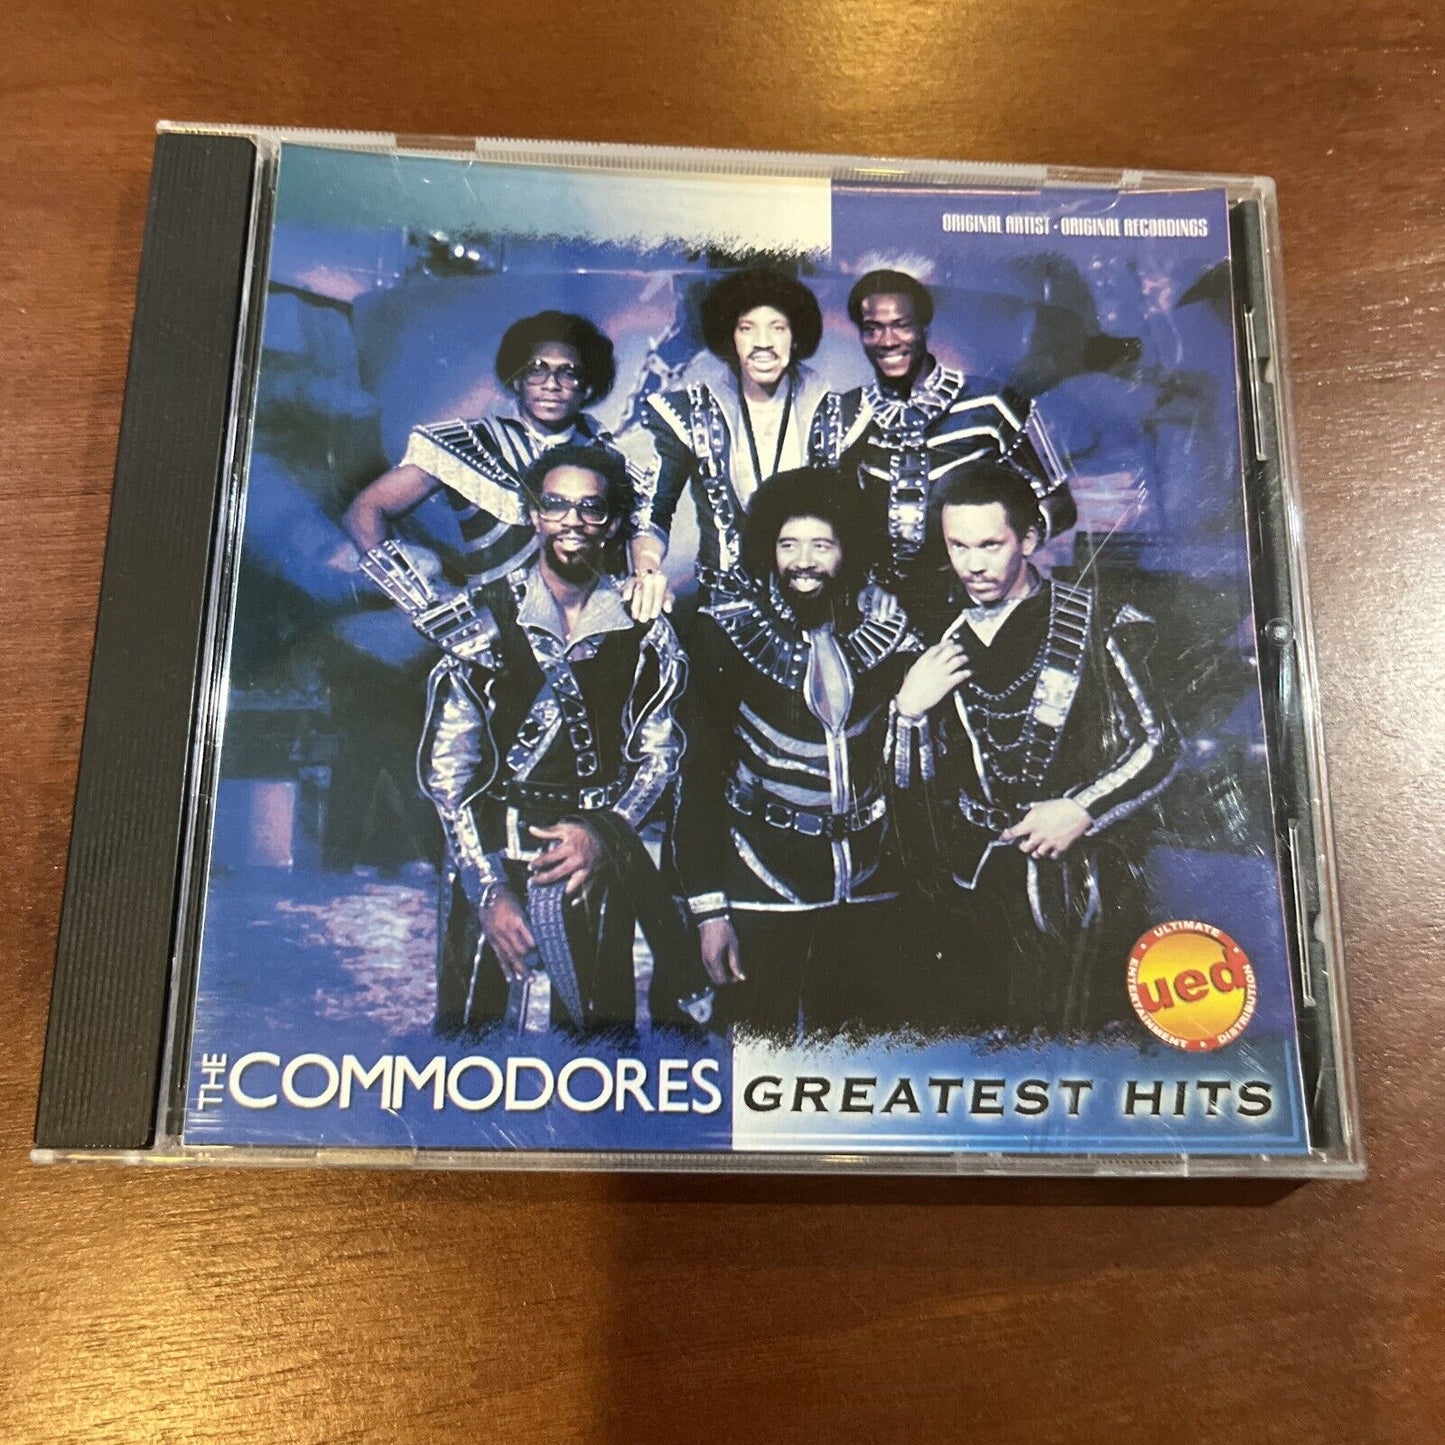 ORIGINAL ARTIST · ORIGINAL RECORDINGS
• ULTIMATE •
ENTERTAINMENT • DISTRIBUTION
ued
THE COMMODORES GREATEST HITS